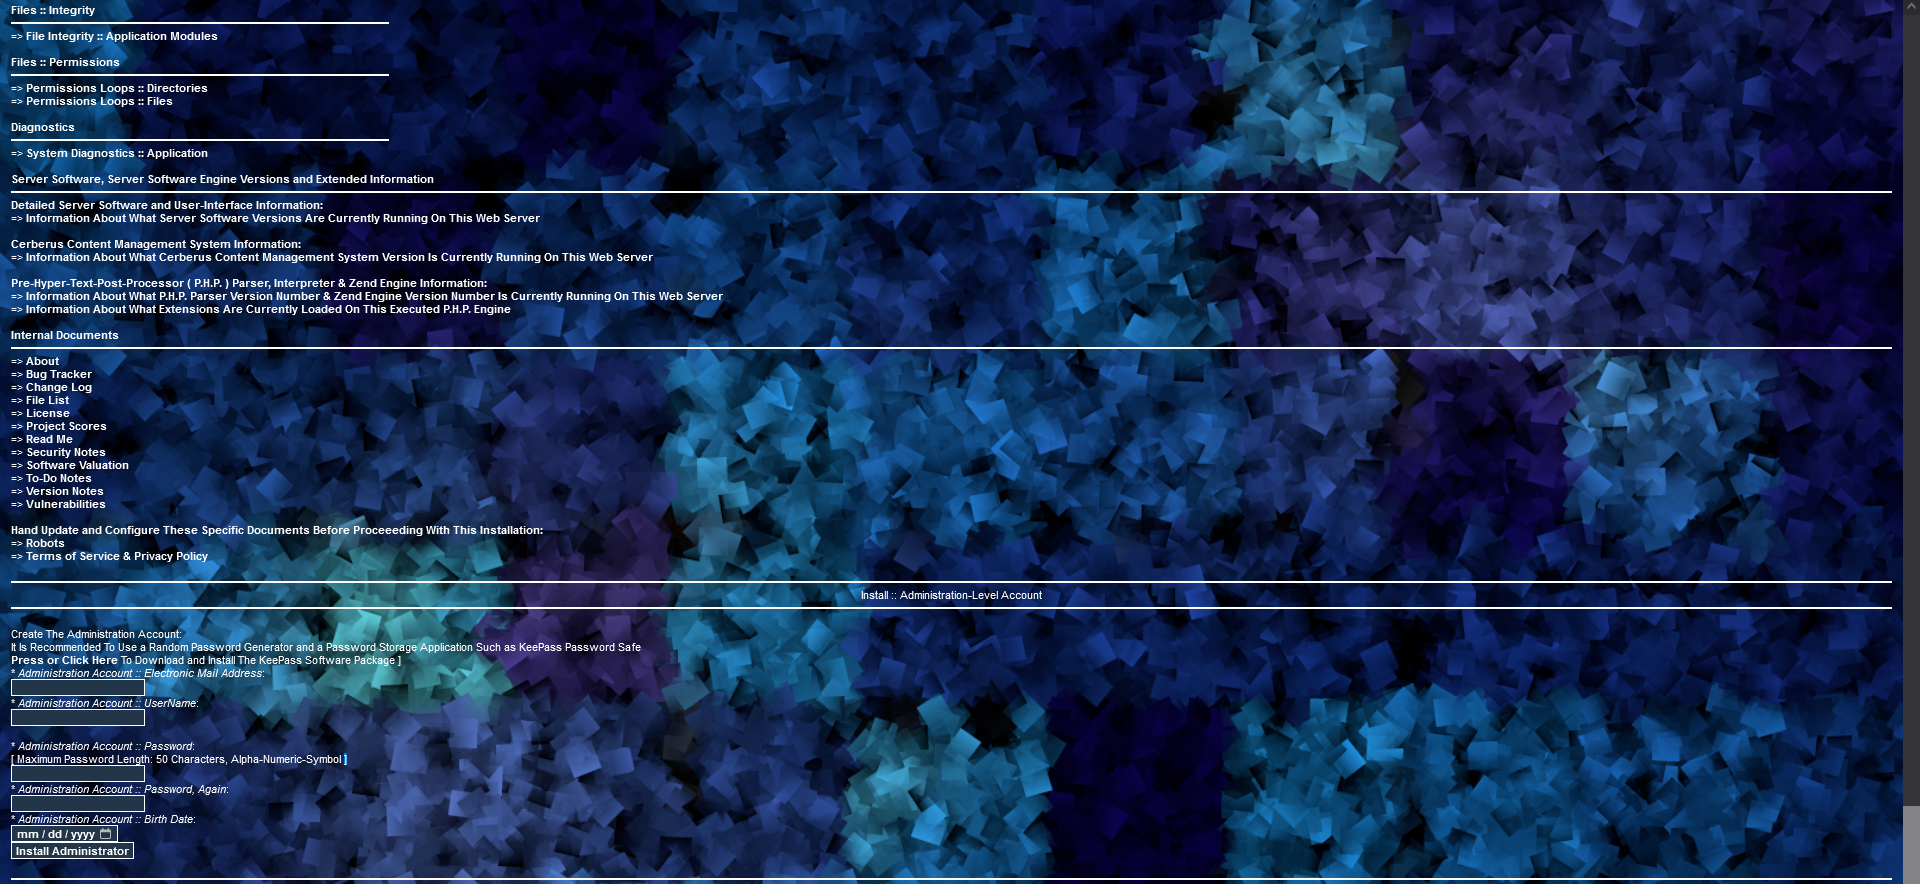 Files :: Integrity
=> File Integrity :: Application Modules
Files :: Permissions
=> Permissions Loops :: Directories
=> Permissions Loops :: Files
Diagnostics
=> System Diagnostics :: Application
Server Software, Server Software Engine Versions and Extended Information
Detailed Server Software and User-Interface Information:
=> Information About What Server Software Versions Are Currently Running On This Web Server
Cerberus Content Management System Information:
=> Information About What Cerberus Content Management System Version Is Currently Running On This Web Server
Pre-Hyper-Text-Post-Processor ( P.H.P. ) Parser, Interpreter & Zend Engine Information:
=> Information About What P.H.P. Parser Version Number & Zend Engine Version Number Is Currently Running On This Web Server
=> Information About What Extensions Are Currently Loaded On This Executed P.H.P. Engine
Internal Documents
=> About
=> Bug Tracker
=> Change Log
=> File List
=> License
=> Project Scores
=> Read Me
=> Security Notes
=> Software Valuation
=> To-Do Notes
=> Version Notes
=> Vulnerabilities
Hand Update and Configure These Specific Documents Before Proceeeding With This Installation:
=> Robots
=> Terms of Service & Privacy Policy
Install :: Administration-Level Account
Create The Administration Account:
It Is Recommended To Use a Random Password Generator and a Password Storage Application Such as KeePass Password Safe
Press or Click Here To Download and Install The KeePass Software Package ]
* Administration Account :: Electronic Mail Address:
* Administration Account :: UserName:
* Administration Account :: Password:
[ Maximum Password Length: 50 Characters, Alpha-Numeric-Symbol ]
* Administration Account :: Password, Again:
* Administration Account :: Birth Date:
mm / dd / yyyy
Install Administrator